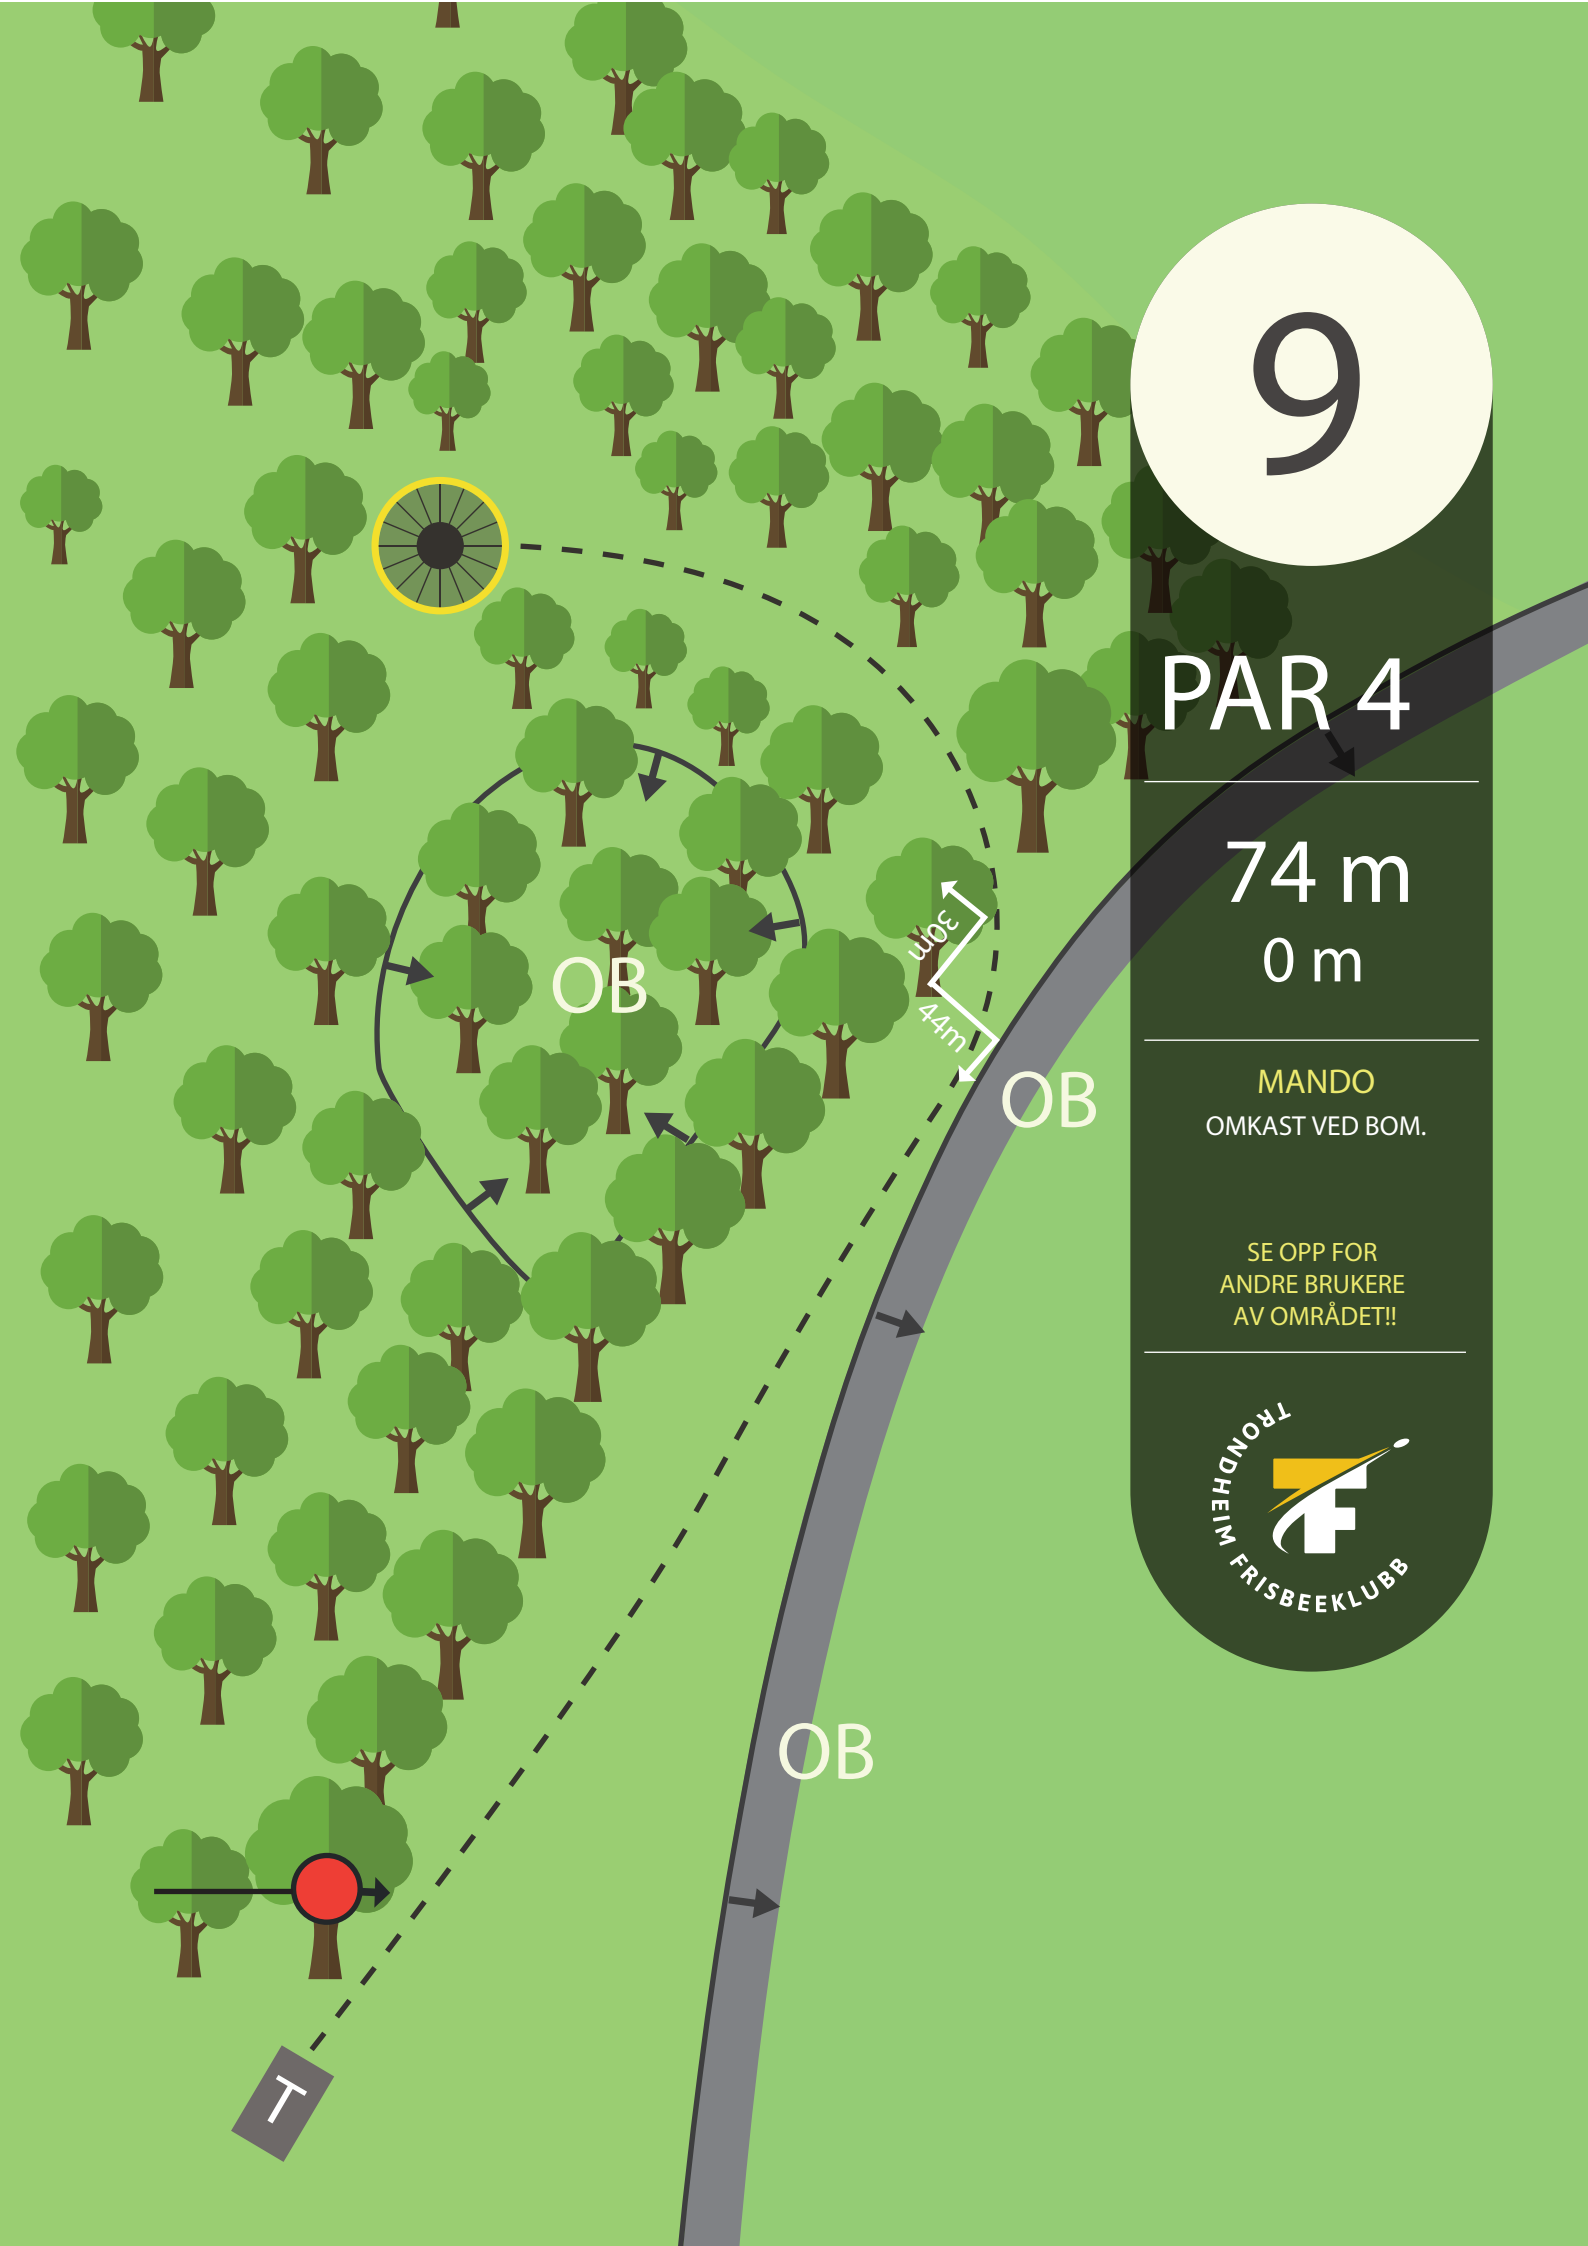 9
PAR 4
74 m
0 m
MANDO
OMKAST VED BOM.
SE OPP FOR
ANDRE BRUKERE
AV OMRÅDET!!
TRONDHEIM FRISBEEKLUBB
OB
30m
44m
OB
OB
T